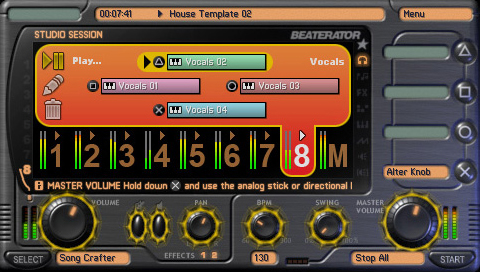 00:07:41 House Template 02 Menu
STUDIO SESSION BEATERATOR
Play... Vocals 02 Vocals
Vocals 01 Vocals 03
Vocals 04
1 2 3 4 5 6 7 8 M
8
MASTER VOLUME Hold down and use the analog stick or directional
Alter Knob
VOLUME PAN BPM SWING MASTER VOLUME
EFFECTS 1 2
SELECT Song Crafter 130 Stop All START